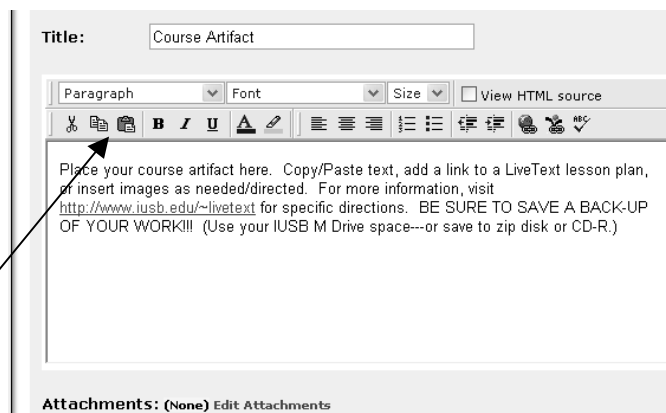 Title: Course Artifact
Paragraph Font Size View HTML source
B I U A ABC
Place your course artifact here. Copy/Paste text, add a link to a LiveText lesson plan,
or insert images as needed/directed. For more information, visit
http://www.iusb.edu/~livetext for specific directions. BE SURE TO SAVE A BACK-UP
OF YOUR WORK!!! (Use your IUSB M Drive space---or save to zip disk or CD-R.)
Attachments: (None) Edit Attachments